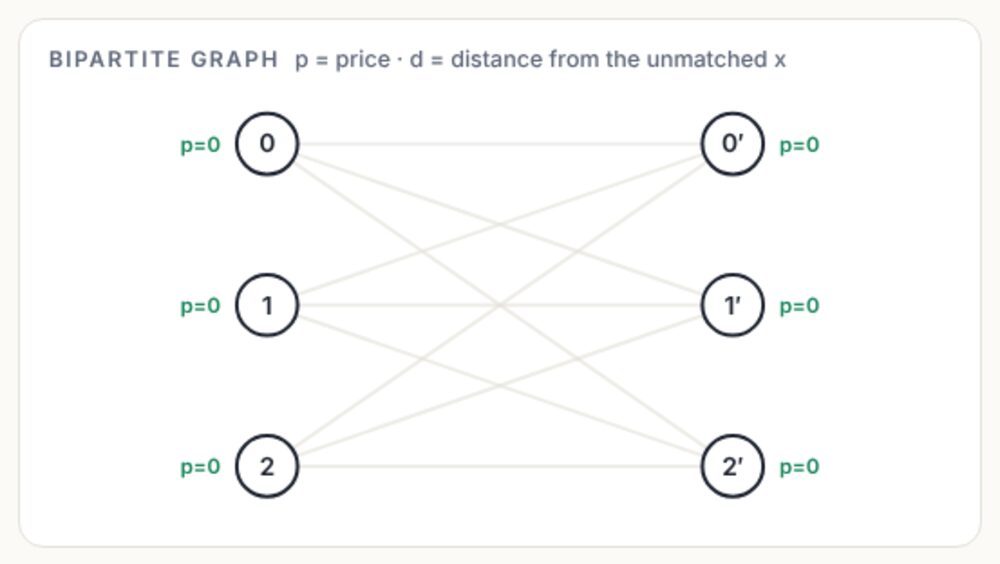 BIPARTITE GRAPH p = price · d = distance from the unmatched x
p=0 0 0′ p=0
p=0 1 1′ p=0
p=0 2 2′ p=0